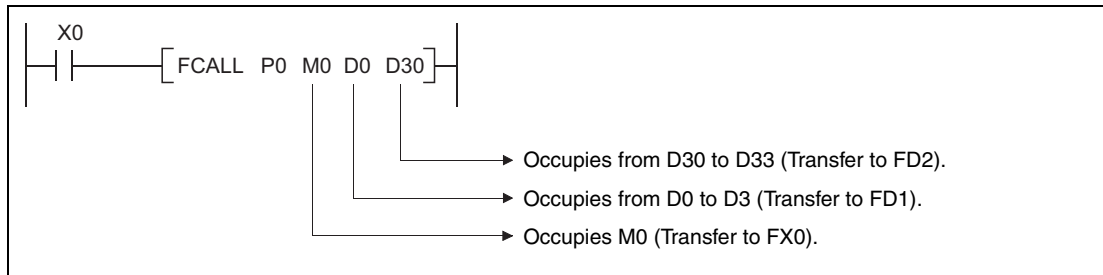 X0
FCALL P0 M0 D0 D30
Occupies from D30 to D33 (Transfer to FD2).
Occupies from D0 to D3 (Transfer to FD1).
Occupies M0 (Transfer to FX0).